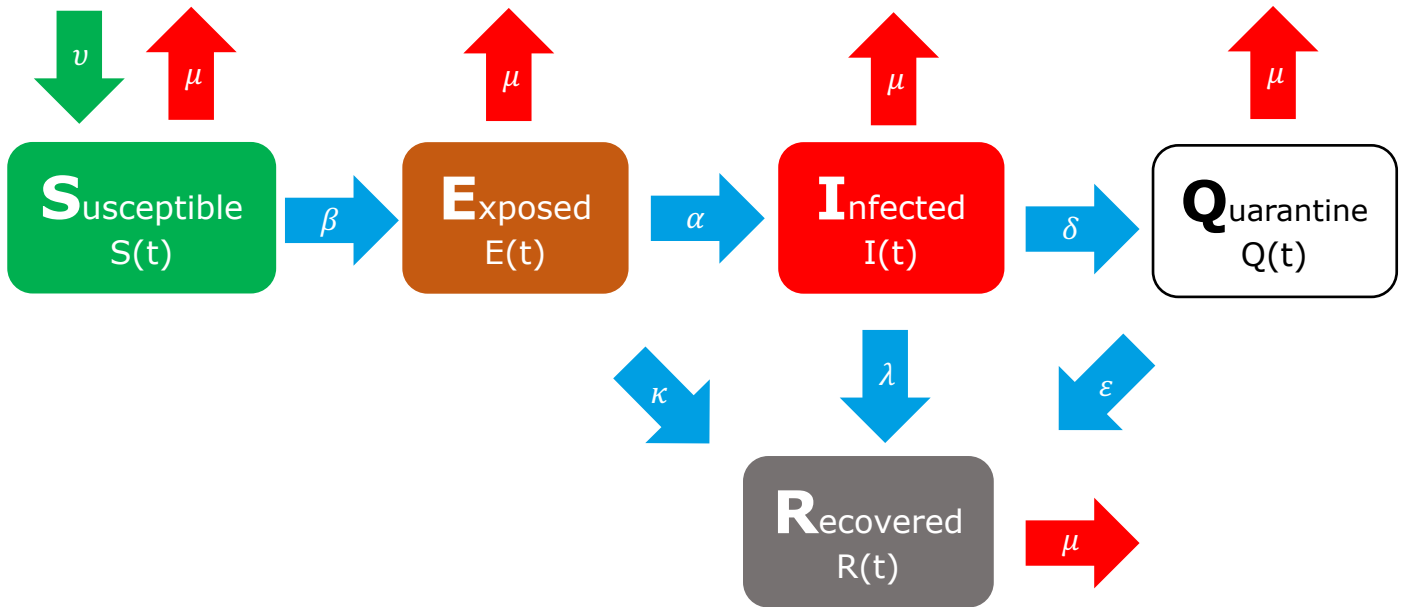 υ
μ
μ
μ
μ
Susceptible
S(t)
β
Exposed
E(t)
α
Infected
I(t)
δ
Quarantine
Q(t)
κ
λ
ε
Recovered
R(t)
μ